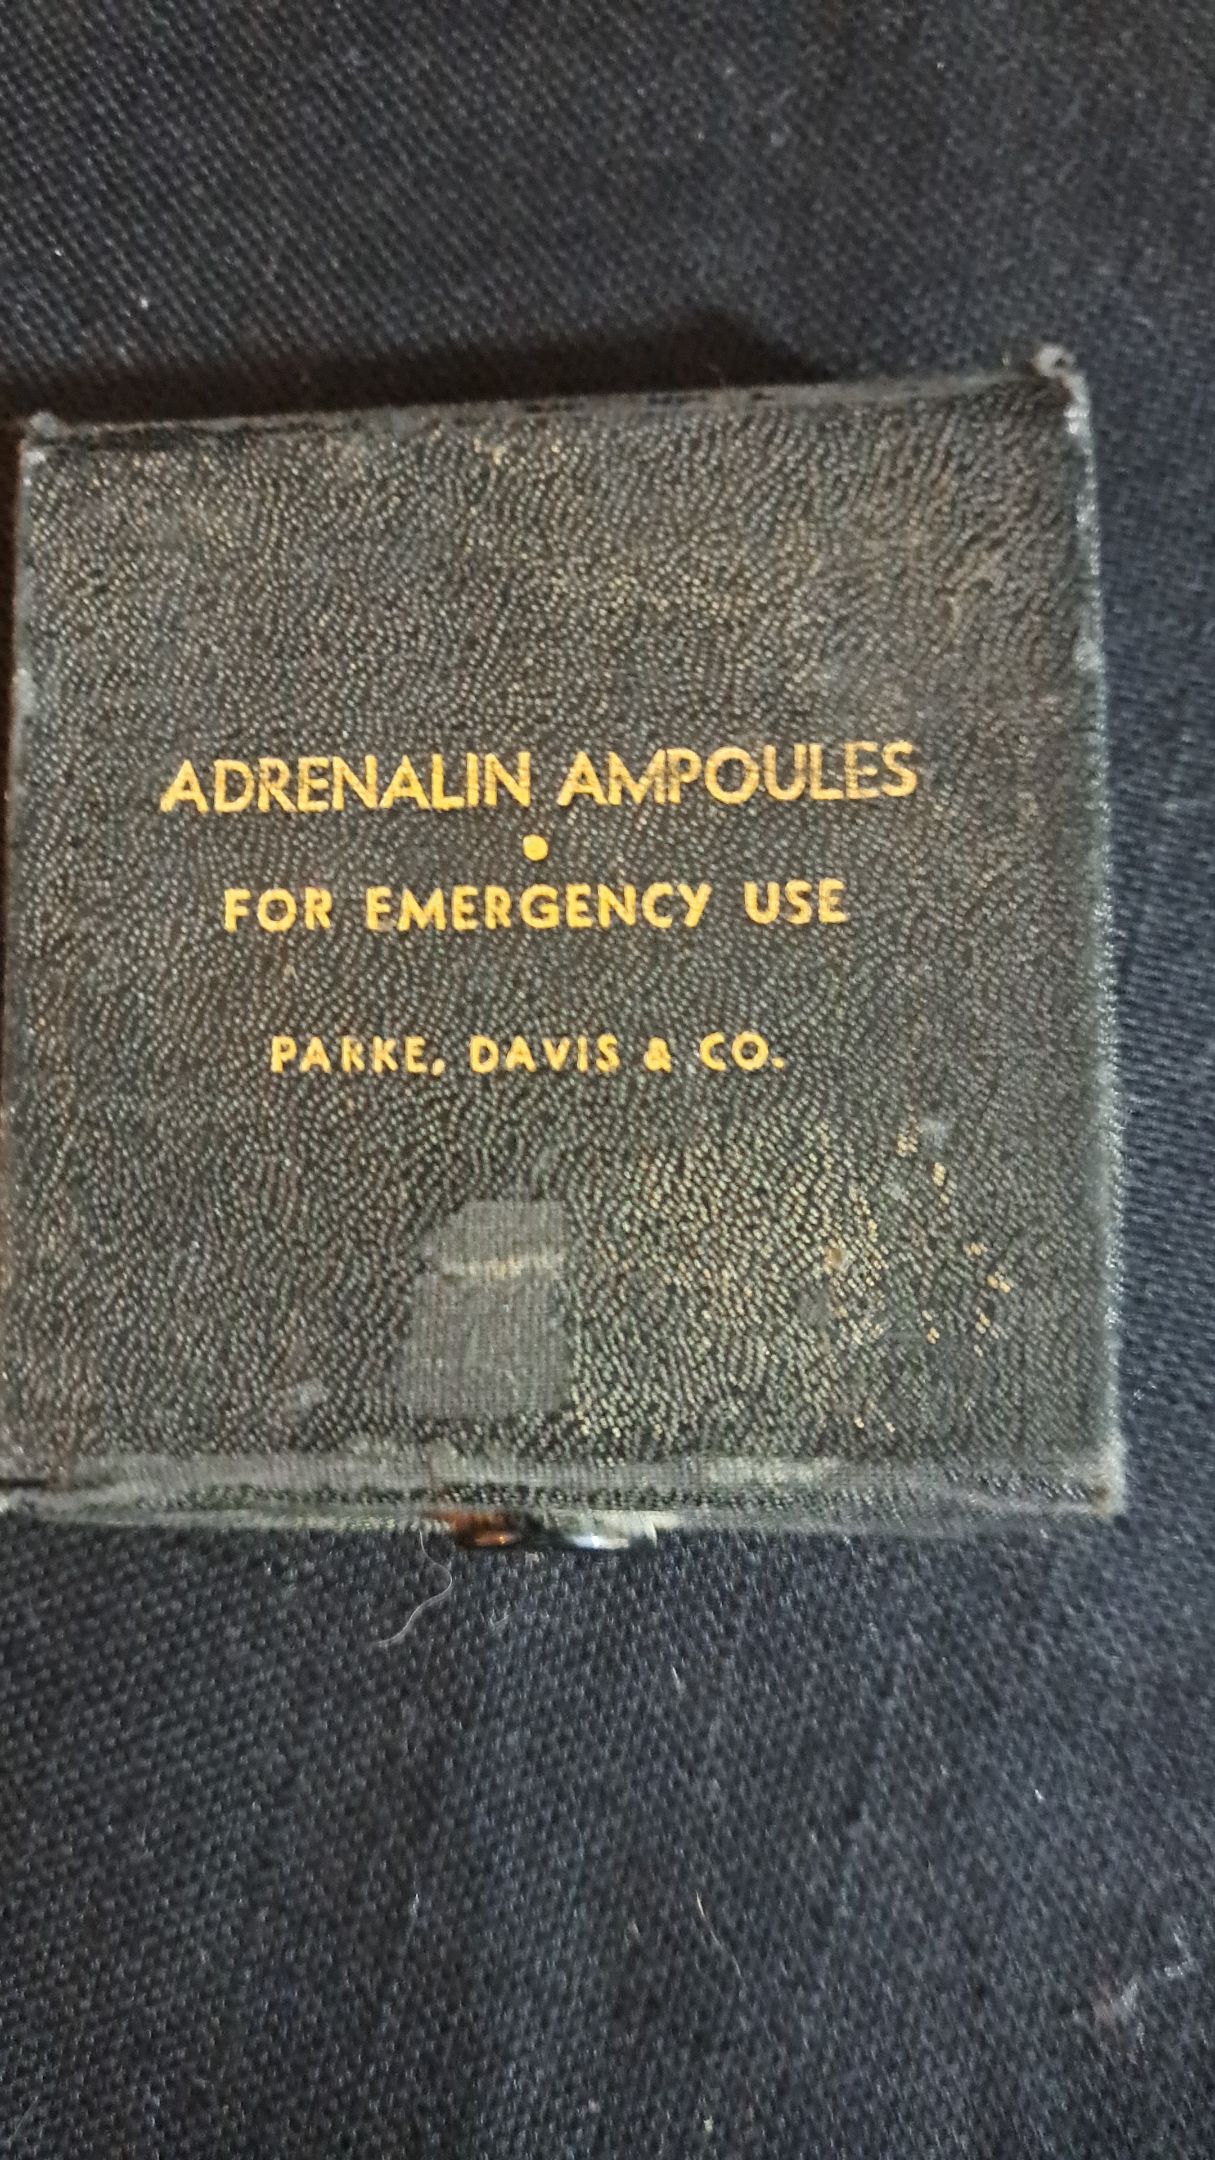 ADRENALIN AMPOULES
•
FOR EMERGENCY USE
PARKE, DAVIS & CO.